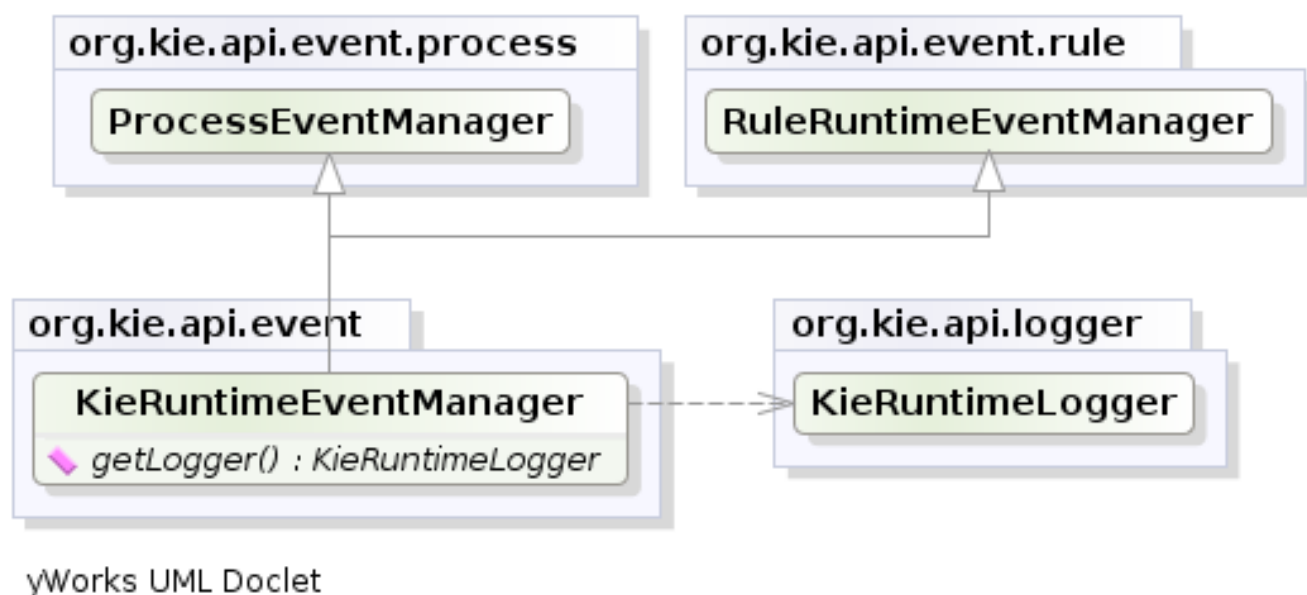 org.kie.api.event.process
org.kie.api.event.rule
ProcessEventManager
RuleRuntimeEventManager
org.kie.api.event
org.kie.api.logger
KieRuntimeEventManager
KieRuntimeLogger
getLogger() : KieRuntimeLogger
yWorks UML Doclet